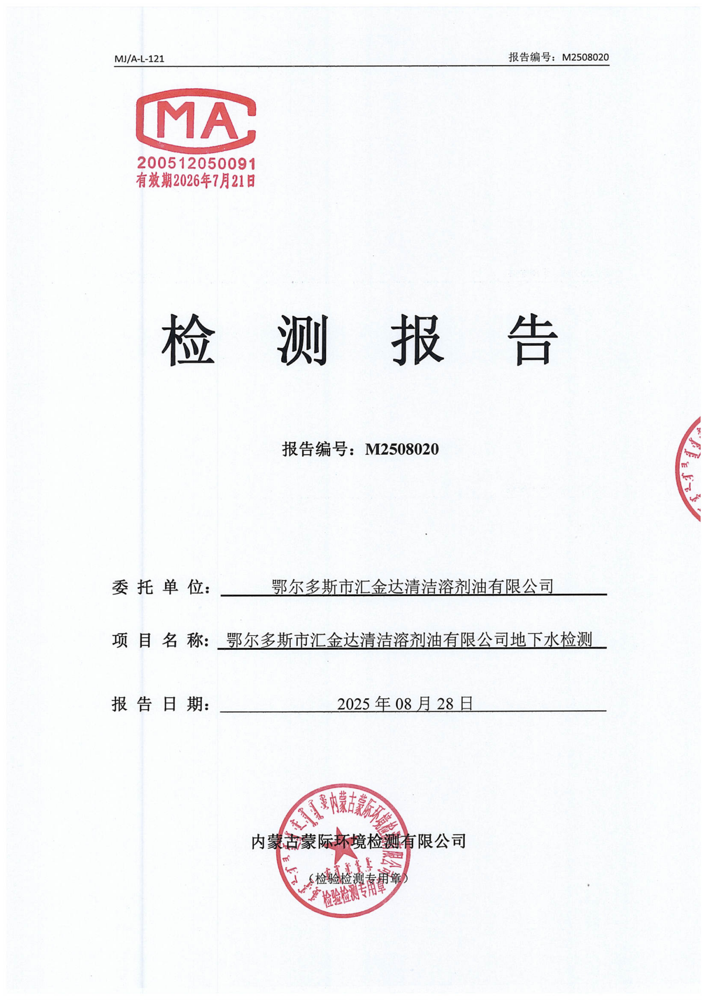 MJ/A-L-121
报告编号：M2508020
MA
200512050091
有效期2026年7月21日
检测报告
报告编号：M2508020
委托单位：鄂尔多斯市汇金达清洁溶剂油有限公司
项目名称：鄂尔多斯市汇金达清洁溶剂油有限公司地下水检测
报告日期：2025 年 08 月 28 日
内蒙古蒙际环境检测有限公司
内蒙古蒙际环境检测有限公司
（检验检测专用章）
检验检测专用章